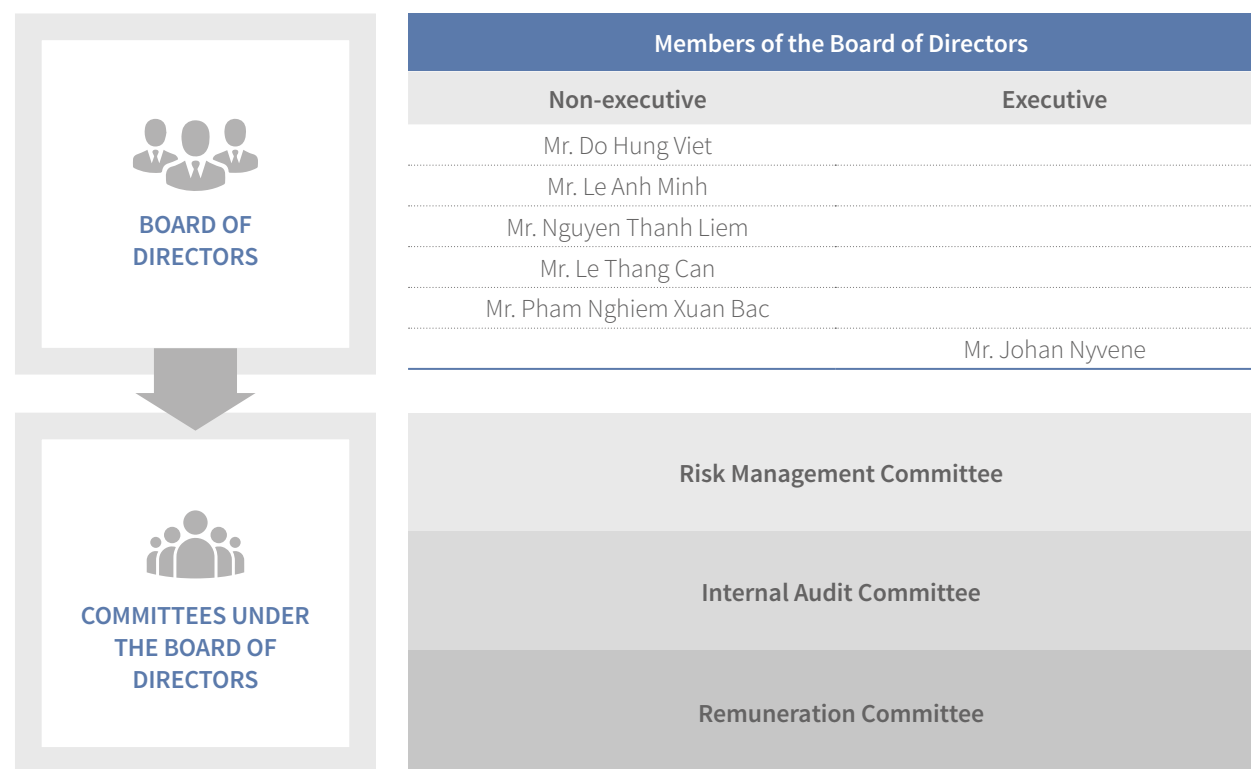 BOARD OF
DIRECTORS
Members of the Board of Directors
Non-executive Executive
Mr. Do Hung Viet
Mr. Le Anh Minh
Mr. Nguyen Thanh Liem
Mr. Le Thang Can
Mr. Pham Nghiem Xuan Bac
Mr. Johan Nyvene
COMMITTEES UNDER
THE BOARD OF
DIRECTORS
Risk Management Committee
Internal Audit Committee
Remuneration Committee